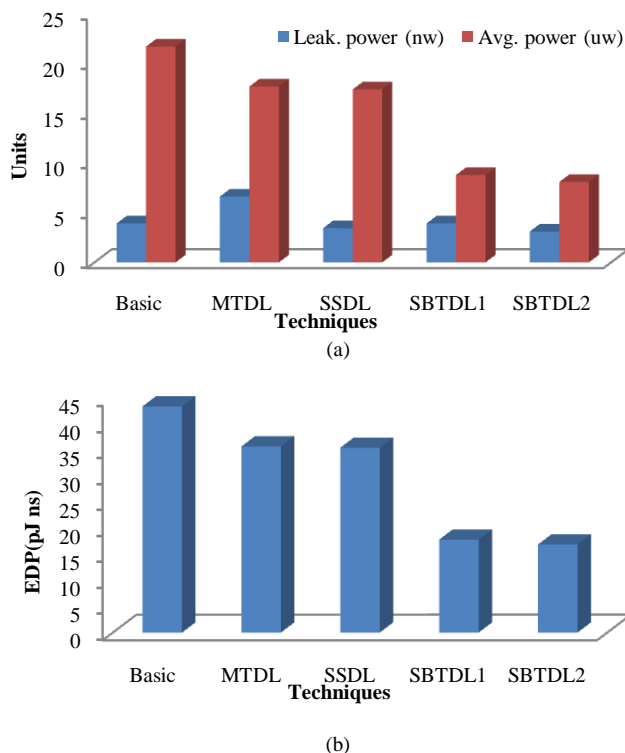 25
Leak. power (nw) Avg. power (uw)
20
15
10
5
0
Units
Basic MTDL SSDL SBTDL1 SBTDL2
Techniques
(a)
45
40
35
30
25
20
15
10
5
0
EDP(pJ ns)
Basic MTDL SSDL SBTDL1 SBTDL2
Techniques
(b)